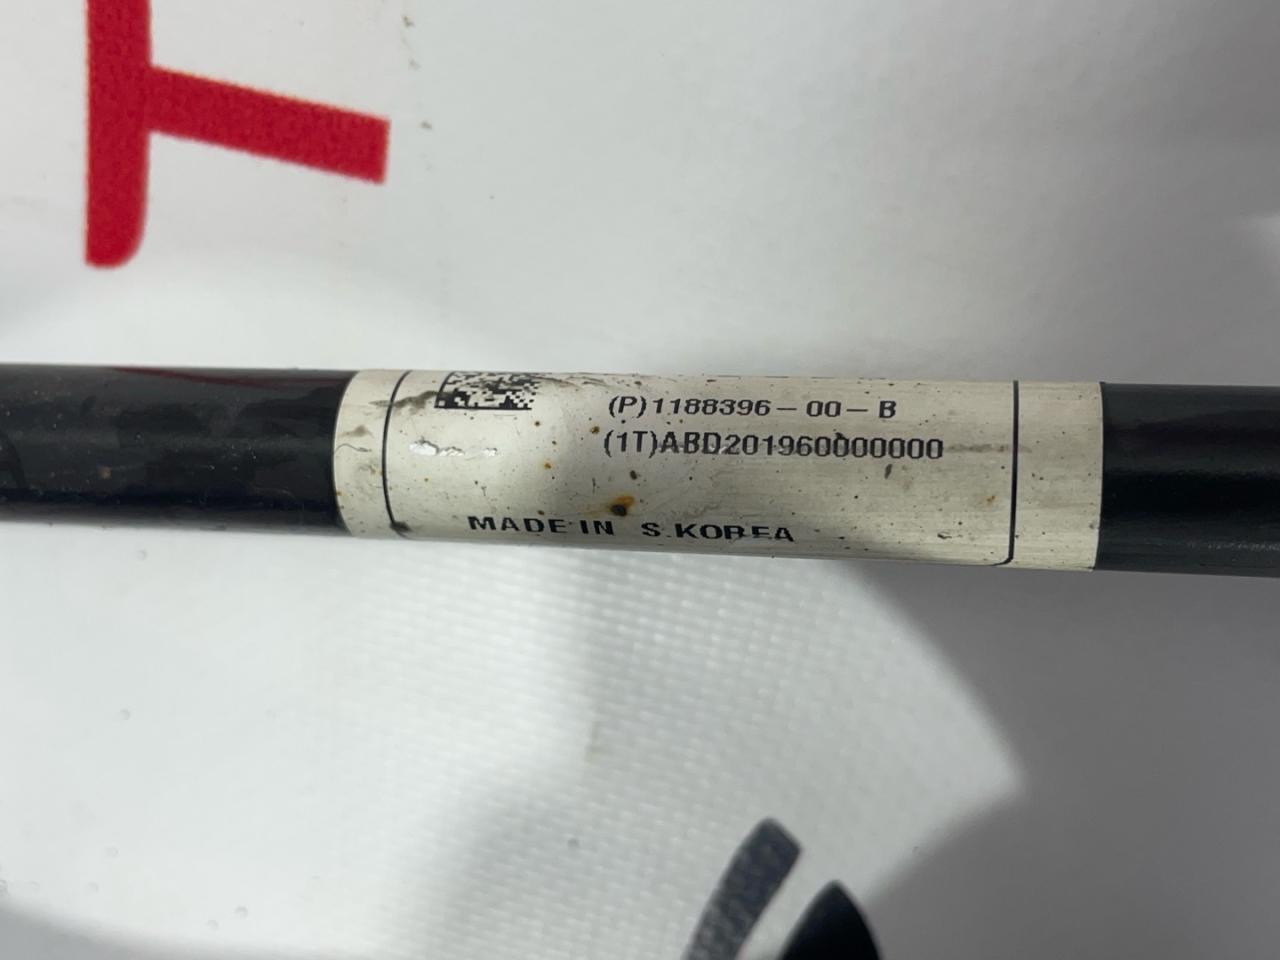 (P)1188396-00-B
(1T)ABD201960000000
MADE IN S.KOREA